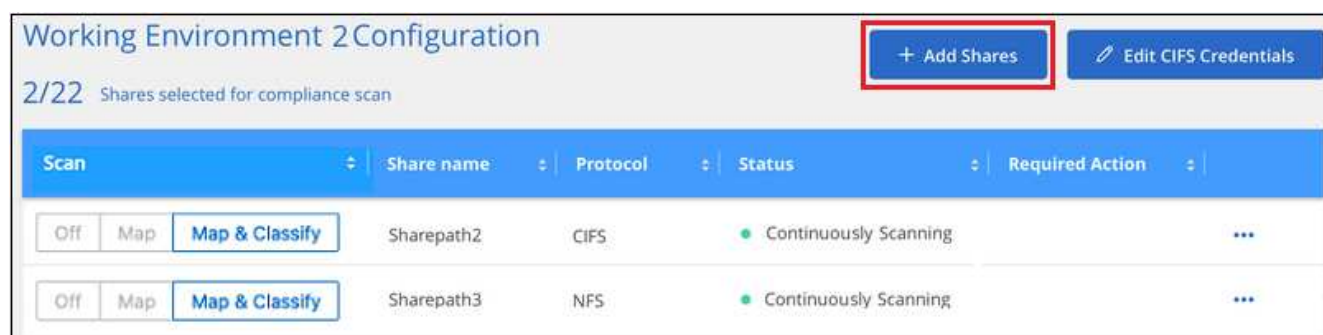 Working Environment 2 Configuration
+ Add Shares
Edit CIFS Credentials
2/22 Shares selected for compliance scan
Scan Share name Protocol Status Required Action
Off Map Map & Classify Sharepath2 CIFS Continuously Scanning ...
Off Map Map & Classify Sharepath3 NFS Continuously Scanning ...